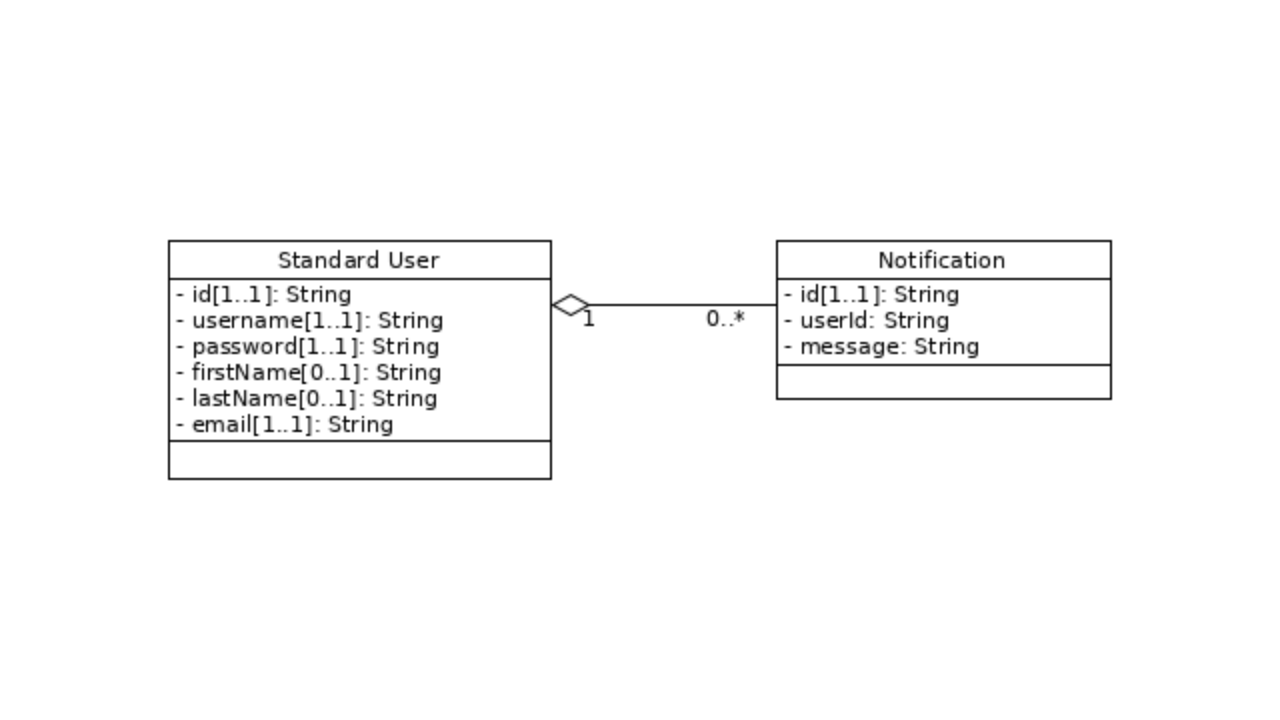 Standard User
- id[1..1]: String
- username[1..1]: String
- password[1..1]: String
- firstName[0..1]: String
- lastName[0..1]: String
- email[1..1]: String
1
0..*
Notification
- id[1..1]: String
- userId: String
- message: String